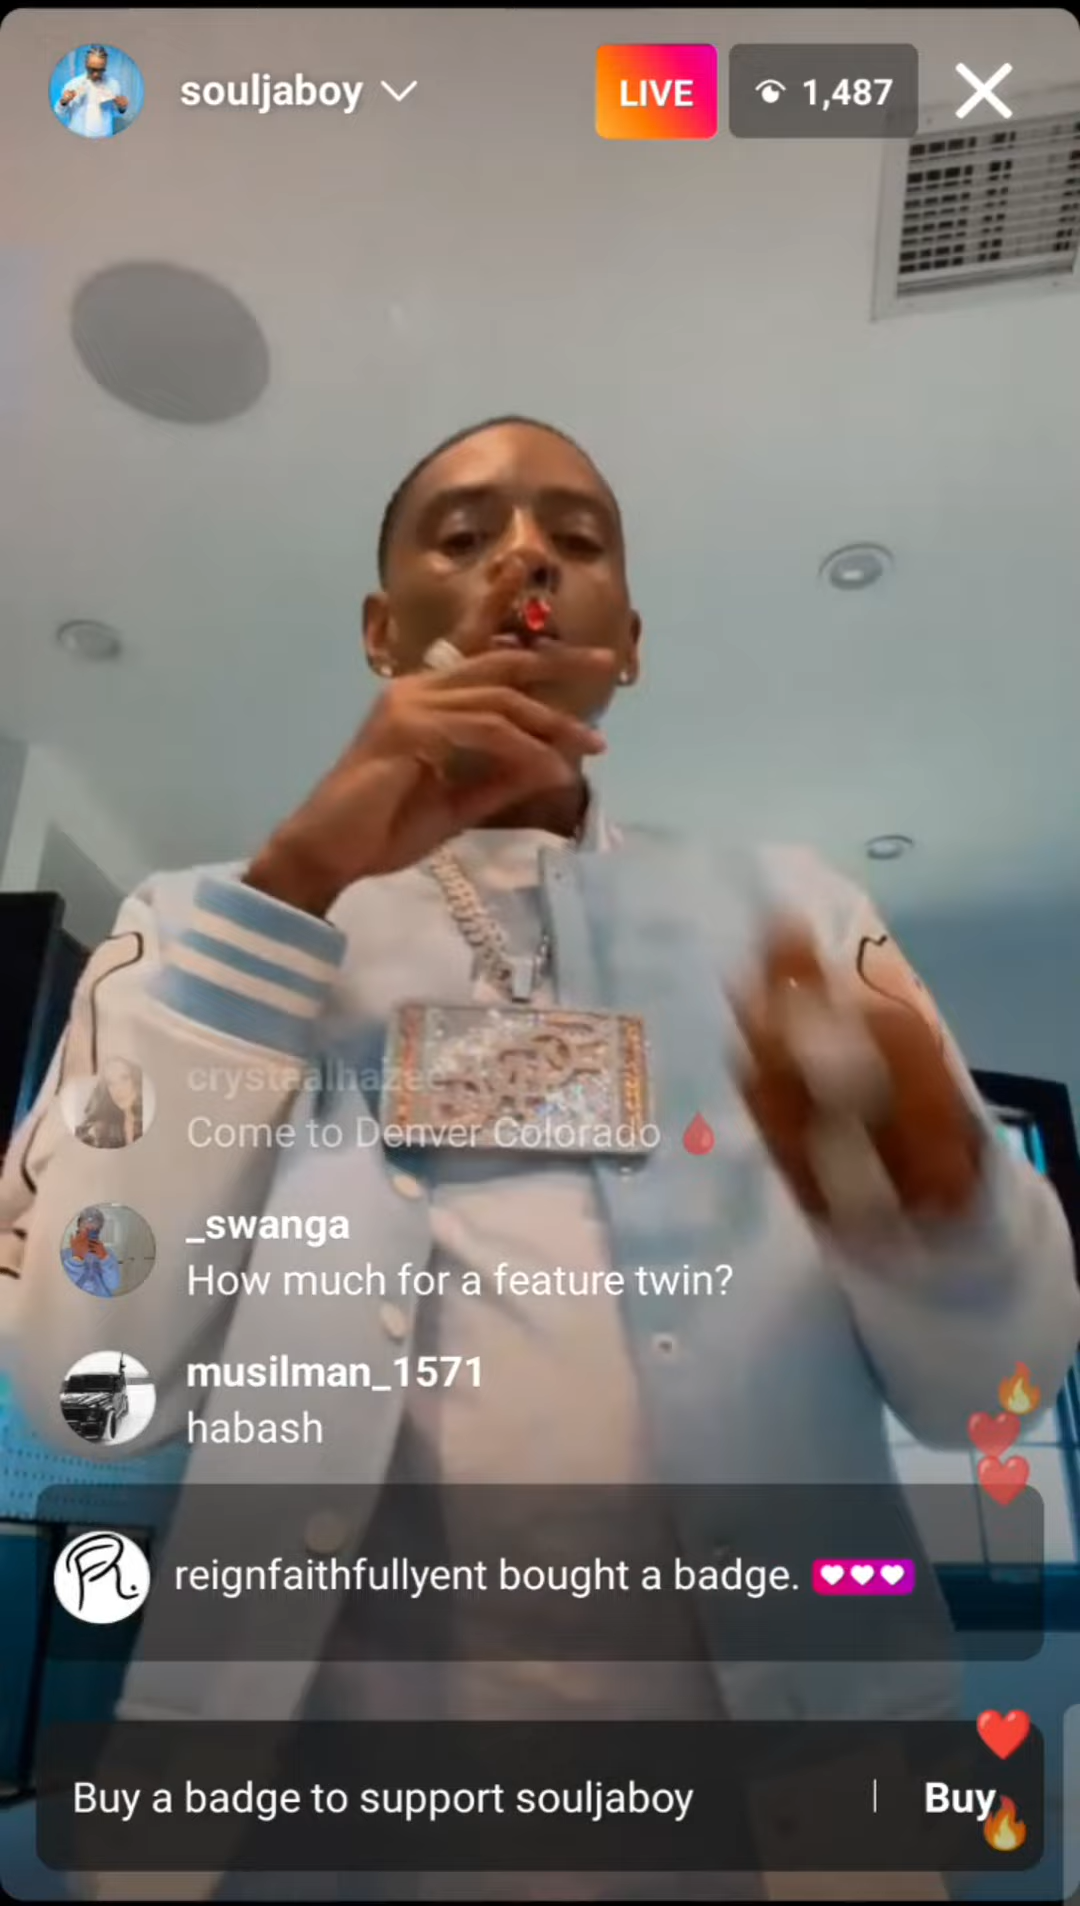 souljaboy
LIVE
1,487
crystaalhazee
Come to Denver Colorado 🩸
_swanga
How much for a feature twin?
musilman_1571
habash
reignfaithfullyent bought a badge.
Buy a badge to support souljaboy | Buy